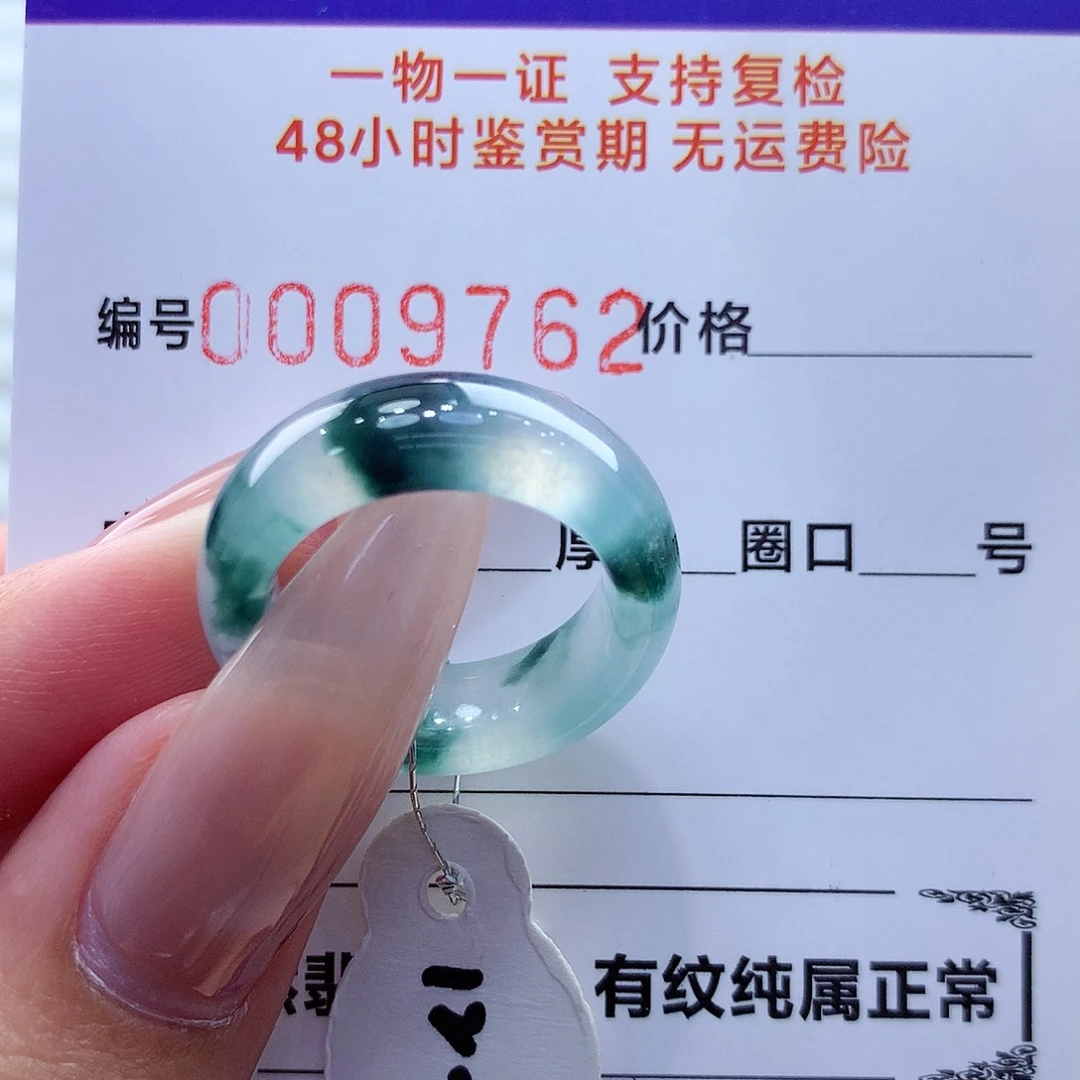 一物一证 支持复检
48小时鉴赏期 无运费险
编号0009762价格
厚 圈口 号
翡 有纹纯属正常